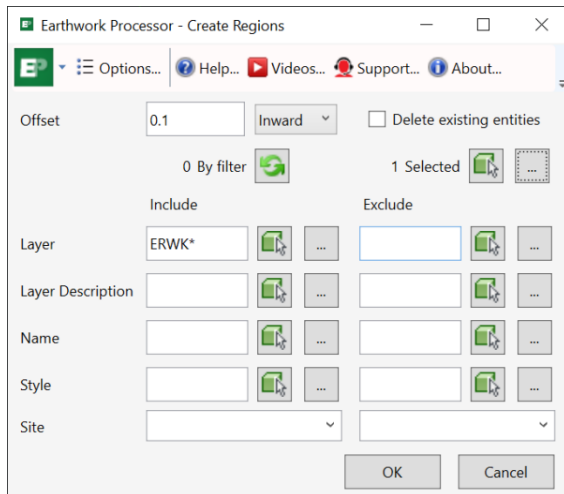 Earthwork Processor - Create Regions
EP Options... Help... Videos... Support... About...
Offset 0.1 Inward Delete existing entities
0 By filter 1 Selected ...
Include Exclude
Layer ERWK* ... ...
Layer Description ... ...
Name ... ...
Style ... ...
Site
OK Cancel